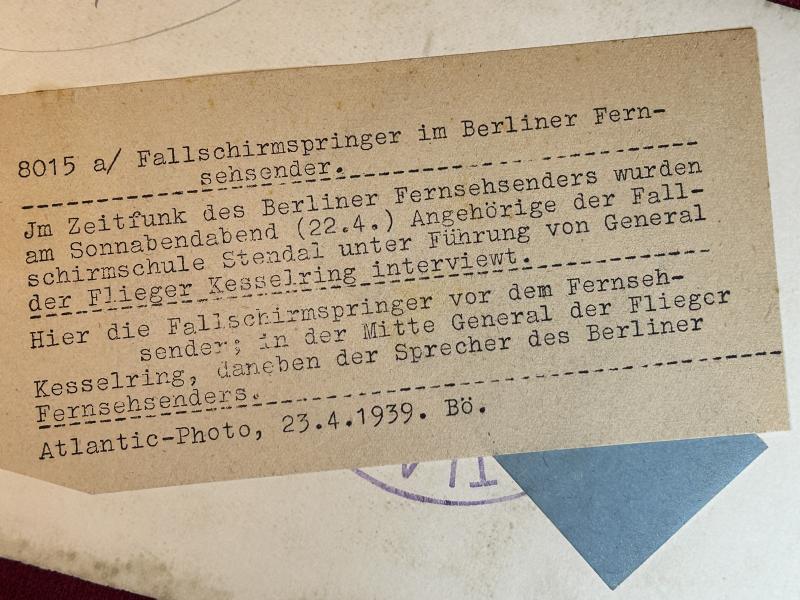 8015 a/ Fallschirmspringer im Berliner Fern-
sehsender.
Jm Zeitfunk des Berliner Fernsehsenders wurden
am Sonnabendabend (22.4.) Angehörige der Fall-
schirmschule Stendal unter Führung von General
der Flieger Kesselring interviewt.
Hier die Fallschirmspringer vor dem Fernseh-
sender; in der Mitte General der Flieger
Kesselring, daneben der Sprecher des Berliner
Fernsehsenders.
Atlantic-Photo, 23.4.1939. Bö.